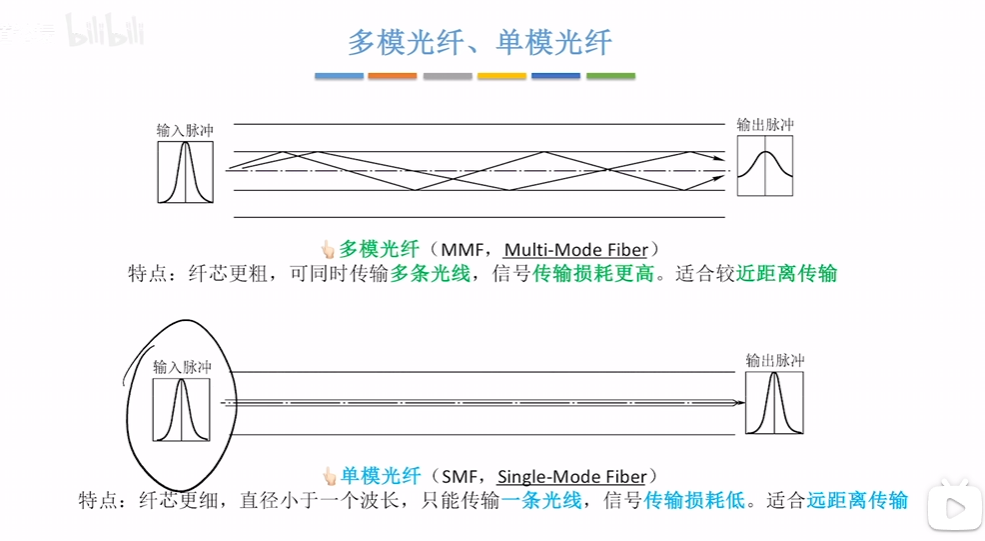 bilibili
多模光纤、单模光纤
输入脉冲
输出脉冲
👆🏻多模光纤（MMF，Multi-Mode Fiber）
特点：纤芯更粗，可同时传输多条光线，信号传输损耗更高。适合较近距离传输
输入脉冲
输出脉冲
👆🏻单模光纤（SMF，Single-Mode Fiber）
特点：纤芯更细，直径小于一个波长，只能传输一条光线，信号传输损耗低。适合远距离传输